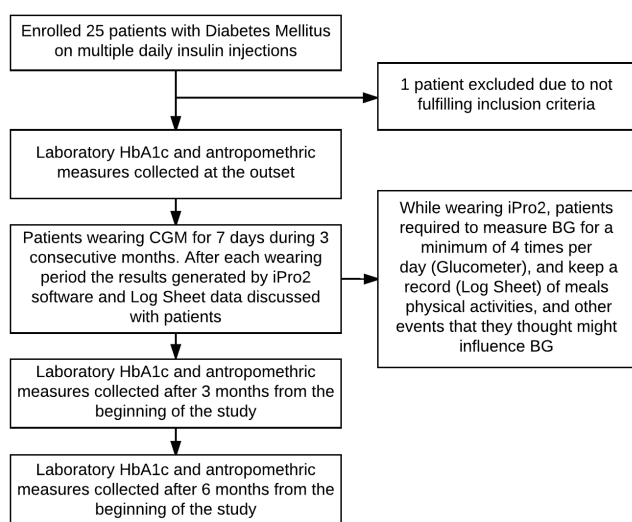 Enrolled 25 patients with Diabetes Mellitus
on multiple daily insulin injections
1 patient excluded due to not
fulfilling inclusion criteria
Laboratory HbA1c and antropomethric
measures collected at the outset
Patients wearing CGM for 7 days during 3
consecutive months. After each wearing
period the results generated by iPro2
software and Log Sheet data discussed
with patients
While wearing iPro2, patients
required to measure BG for a
minimum of 4 times per
day (Glucometer), and keep a
record (Log Sheet) of meals
physical activities, and other
events that they thought might
influence BG
Laboratory HbA1c and antropomethric
measures collected after 3 months from the
beginning of the study
Laboratory HbA1c and antropomethric
measures collected after 6 months from the
beginning of the study